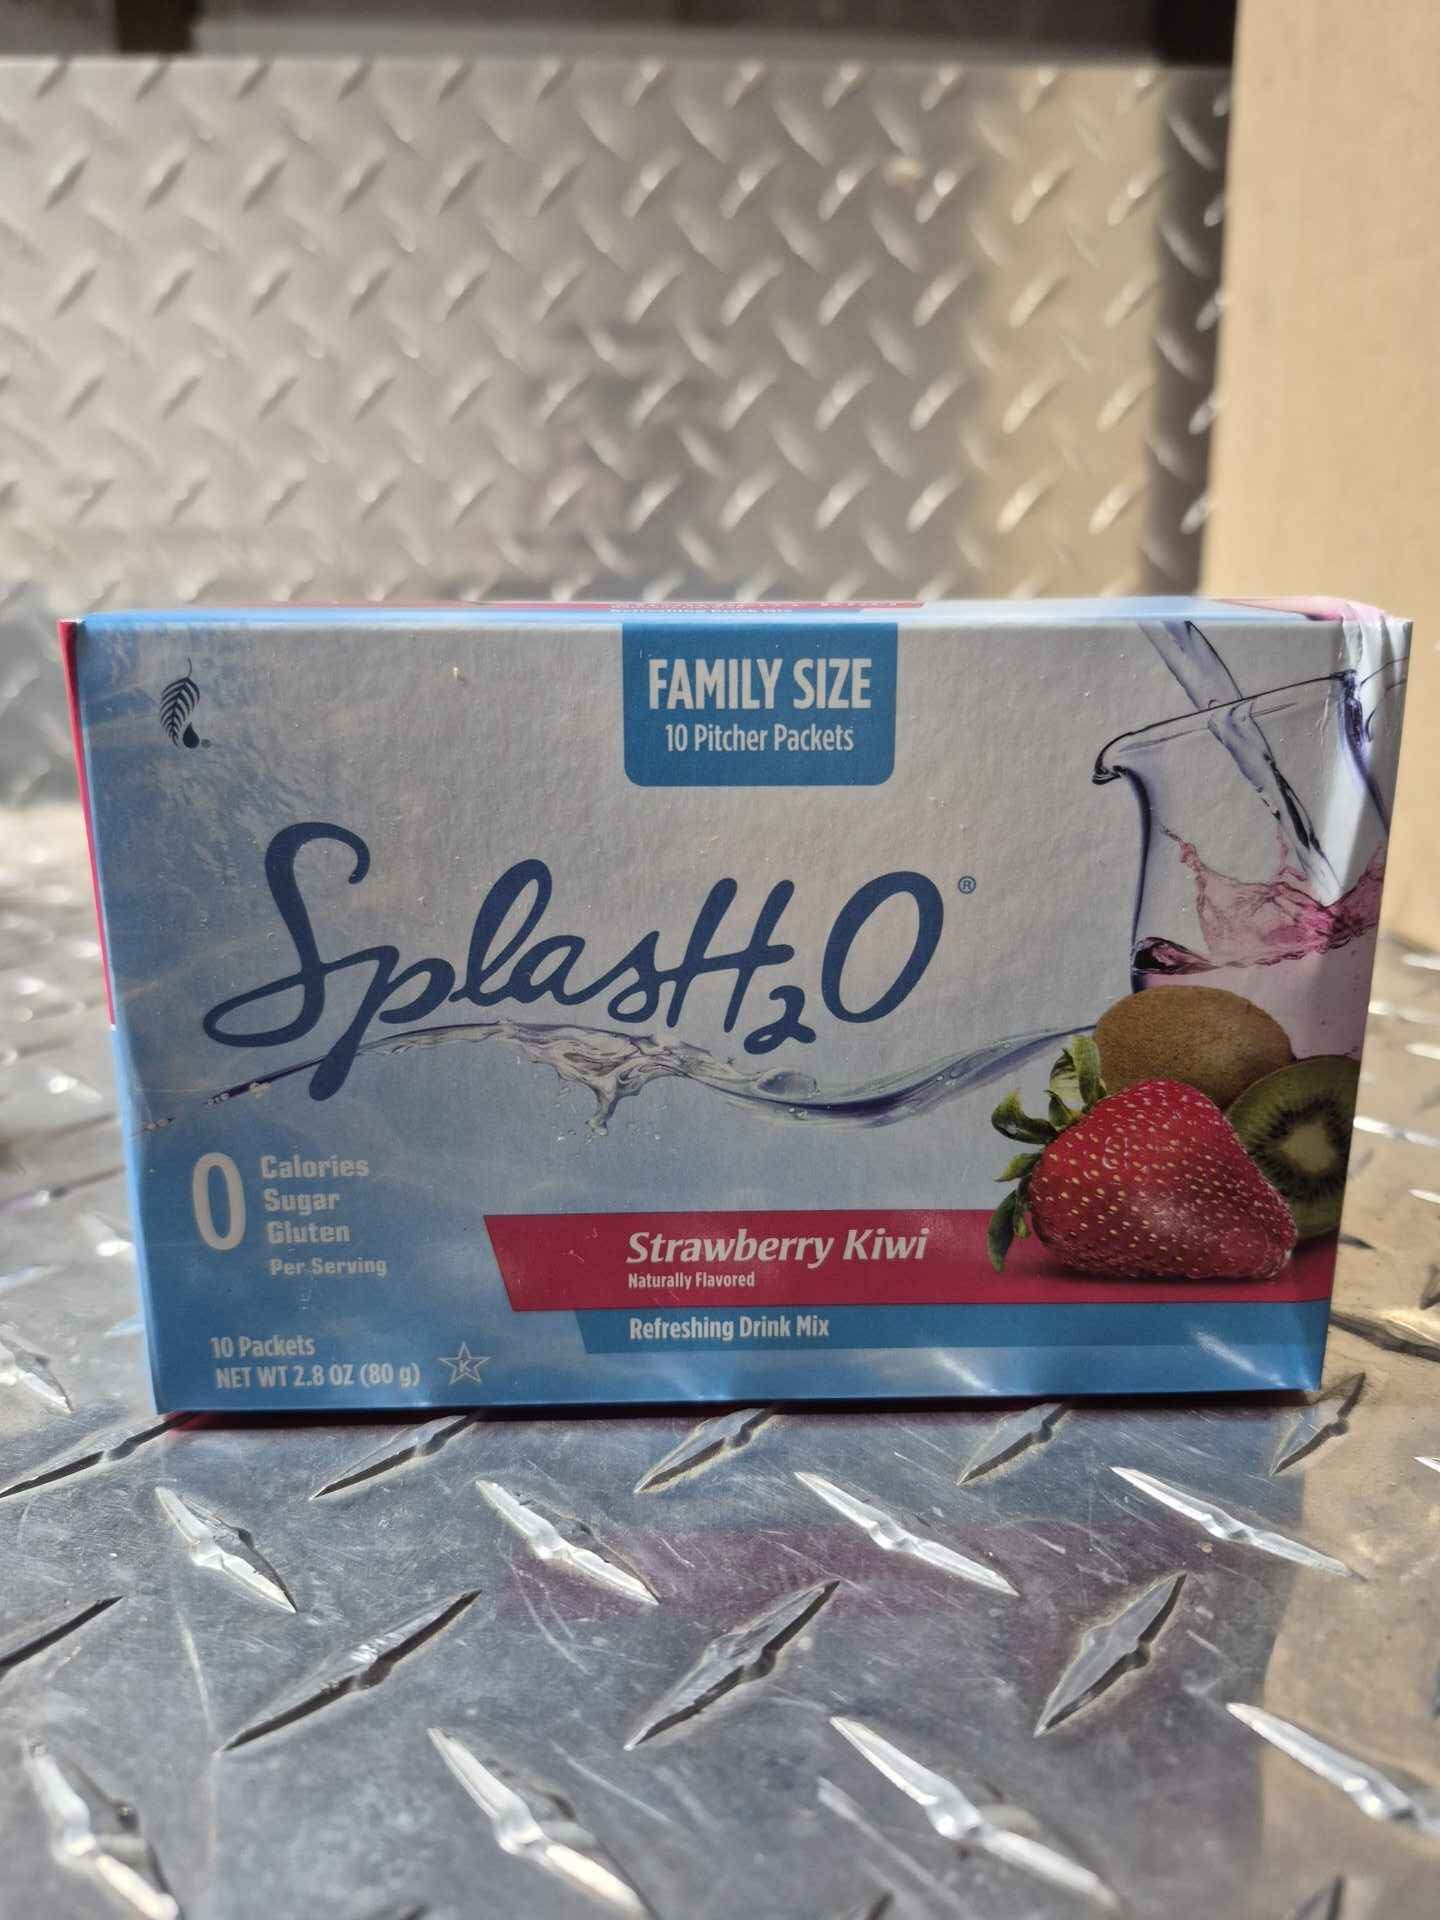 FAMILY SIZE
10 Pitcher Packets
SplasH₂O®
0 Calories
Sugar
Gluten
Per Serving
Strawberry Kiwi
Naturally Flavored
Refreshing Drink Mix
10 Packets
NET WT 2.8 OZ (80 g)
K